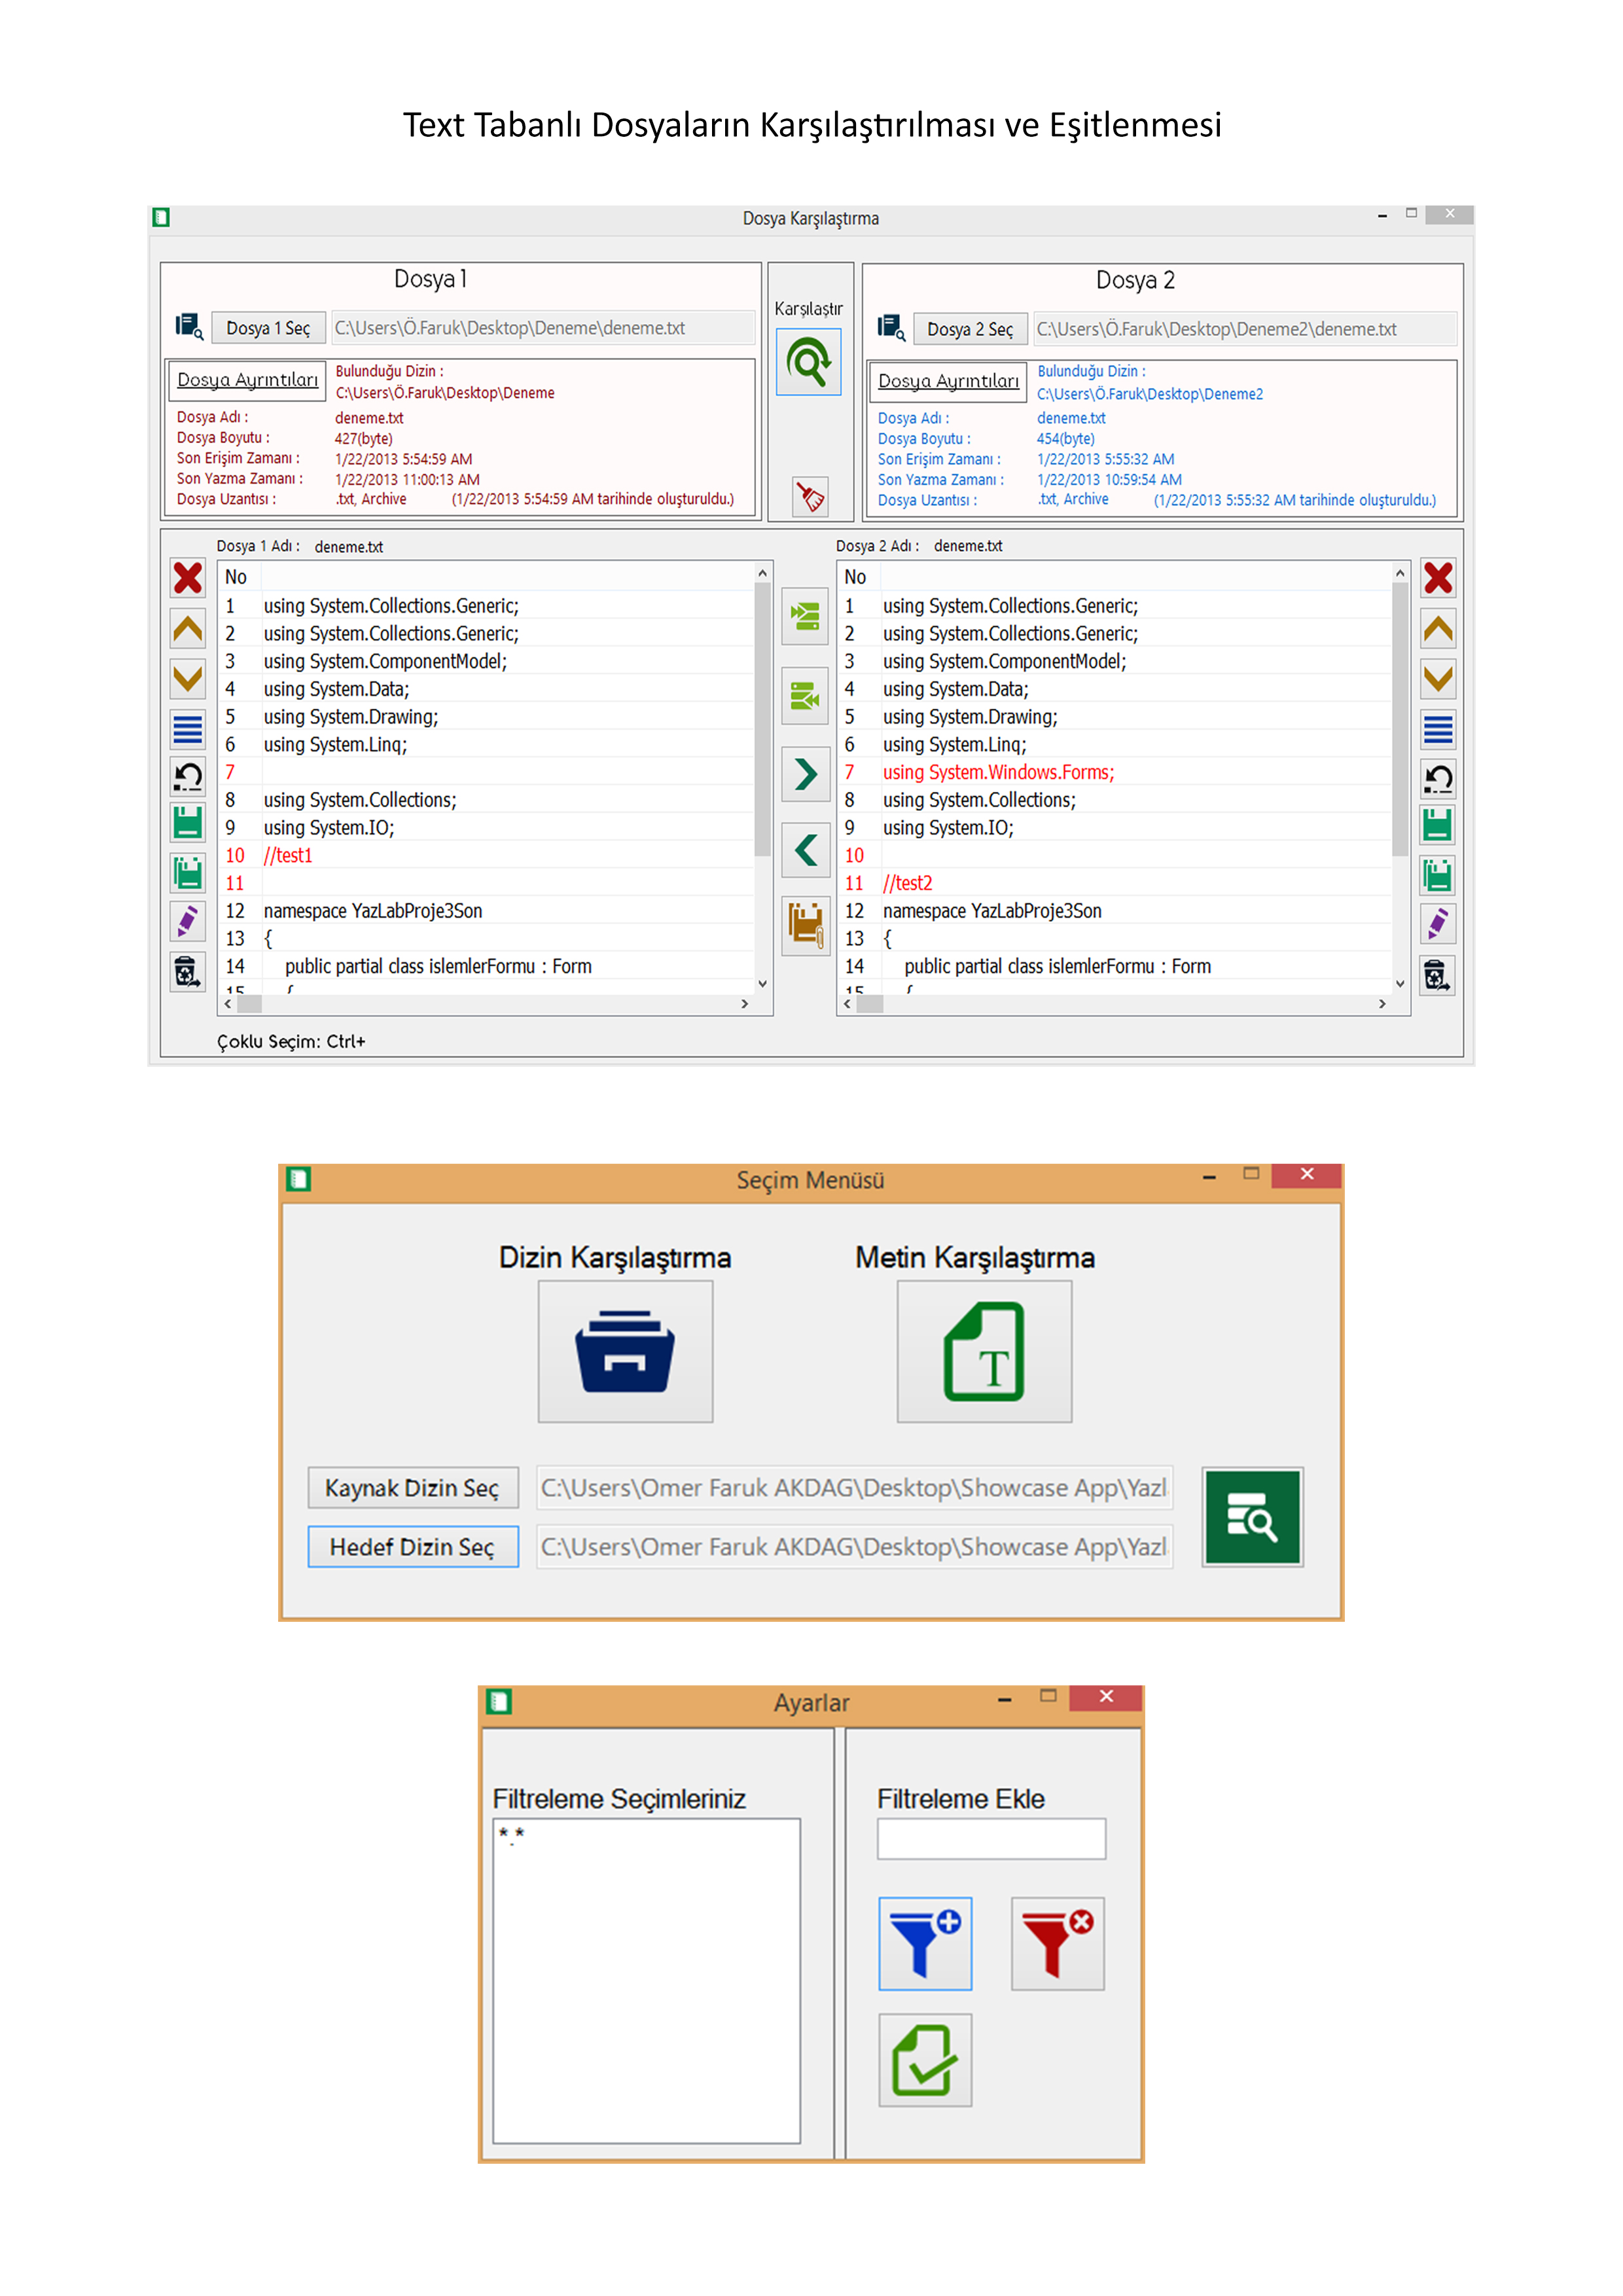 Text Tabanlı Dosyaların Karşılaştırılması ve Eşitlenmesi
Dosya Karşılaştırma
Dosya 1
Dosya 1 Seç
C:\Users\Ö.Faruk\Desktop\Deneme\deneme.txt
Dosya Ayrıntıları
Bulunduğu Dizin :
C:\Users\Ö.Faruk\Desktop\Deneme
Dosya Adı : deneme.txt
Dosya Boyutu : 427(byte)
Son Erişim Zamanı : 1/22/2013 5:54:59 AM
Son Yazma Zamanı : 1/22/2013 11:00:13 AM
Dosya Uzantısı : .txt, Archive (1/22/2013 5:54:59 AM tarihinde oluşturuldu.)
Karşılaştır
Dosya 2
Dosya 2 Seç
C:\Users\Ö.Faruk\Desktop\Deneme2\deneme.txt
Dosya Ayrıntıları
Bulunduğu Dizin :
C:\Users\Ö.Faruk\Desktop\Deneme2
Dosya Adı : deneme.txt
Dosya Boyutu : 454(byte)
Son Erişim Zamanı : 1/22/2013 5:55:32 AM
Son Yazma Zamanı : 1/22/2013 10:59:54 AM
Dosya Uzantısı : .txt, Archive (1/22/2013 5:55:32 AM tarihinde oluşturuldu.)
Dosya 1 Adı : deneme.txt
No
1 using System.Collections.Generic;
2 using System.Collections.Generic;
3 using System.ComponentModel;
4 using System.Data;
5 using System.Drawing;
6 using System.Linq;
7
8 using System.Collections;
9 using System.IO;
10 //test1
11
12 namespace YazLabProje3Son
13 {
14 public partial class islemlerFormu : Form
15 {
Çoklu Seçim: Ctrl+
Dosya 2 Adı : deneme.txt
No
1 using System.Collections.Generic;
2 using System.Collections.Generic;
3 using System.ComponentModel;
4 using System.Data;
5 using System.Drawing;
6 using System.Linq;
7 using System.Windows.Forms;
8 using System.Collections;
9 using System.IO;
10
11 //test2
12 namespace YazLabProje3Son
13 {
14 public partial class islemlerFormu : Form
15 {
Seçim Menüsü
Dizin Karşılaştırma
Metin Karşılaştırma
T
Kaynak Dizin Seç
C:\Users\Omer Faruk AKDAG\Desktop\Showcase App\Yazl
Hedef Dizin Seç
C:\Users\Omer Faruk AKDAG\Desktop\Showcase App\Yazl
Ayarlar
Filtreleme Seçimleriniz
*.*
Filtreleme Ekle